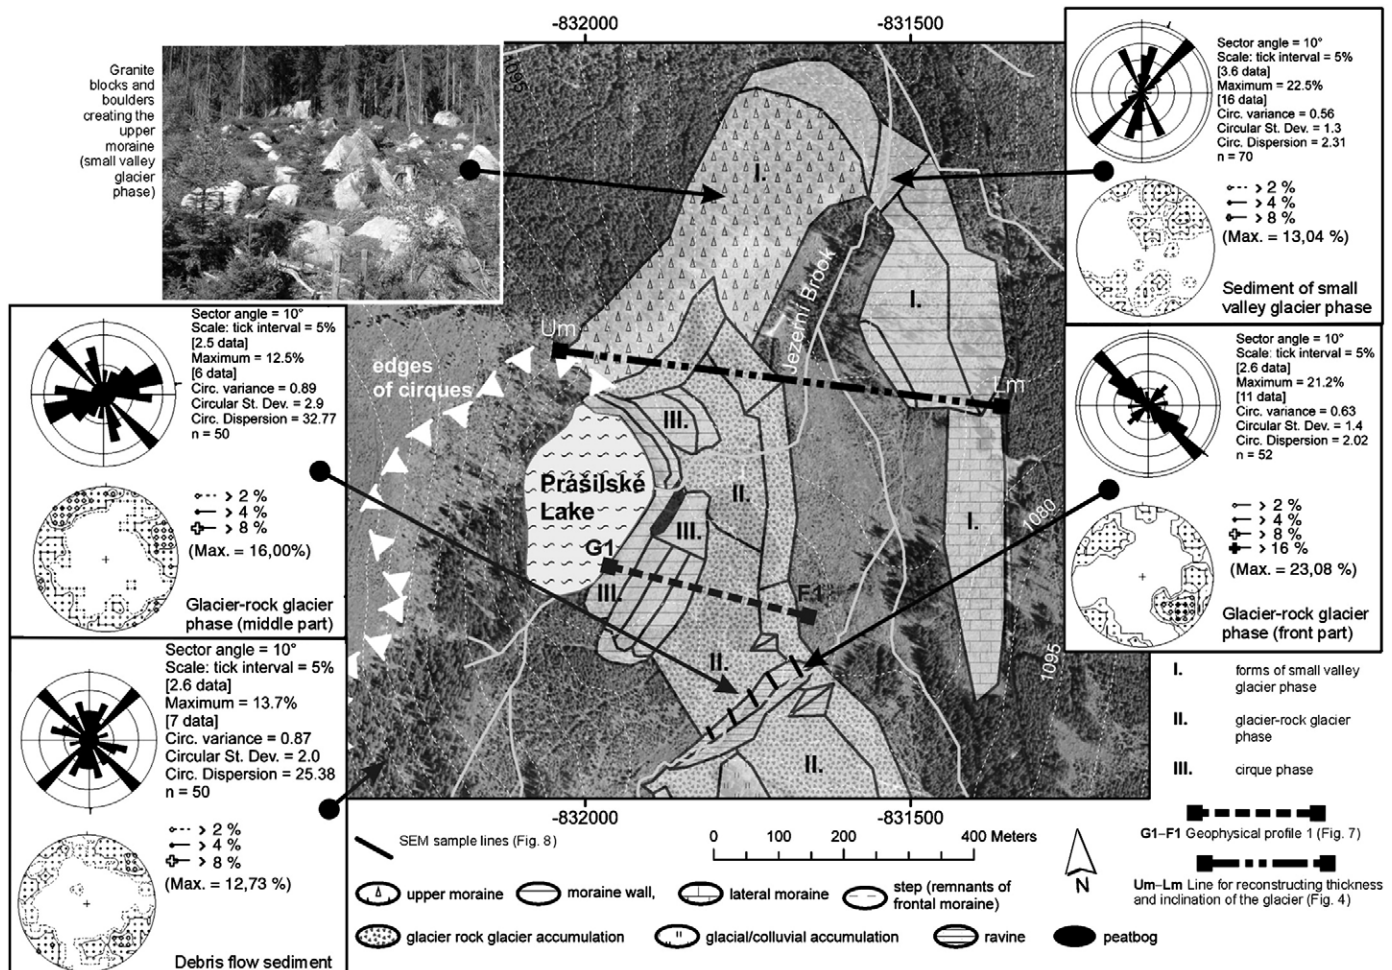 -832000
-831500
Granite
blocks and
boulders
creating the
upper
moraine
(small valley
glacier
phase)
Sector angle = 10°
Scale: tick interval = 5%
[3.6 data]
Maximum = 22.5%
[16 data]
Circ. variance = 0.56
Circular St. Dev. = 1.3
Circ. Dispersion = 2.31
n = 70
> 2 %
> 4 %
> 8 %
(Max. = 13,04 %)
Sediment of small
valley glacier phase
Sector angle = 10°
Scale: tick interval = 5%
[2.5 data]
Maximum = 12.5%
[6 data]
Circ. variance = 0.89
Circular St. Dev. = 2.9
Circ. Dispersion = 32.77
n = 50
> 2 %
> 4 %
> 8 %
(Max. = 16,00%)
Glacier-rock glacier
phase (middle part)
Sector angle = 10°
Scale: tick interval = 5%
[2.6 data]
Maximum = 21.2%
[11 data]
Circ. variance = 0.63
Circular St. Dev. = 1.4
Circ. Dispersion = 2.02
n = 52
> 2 %
> 4 %
> 8 %
> 16 %
(Max. = 23,08 %)
Glacier-rock glacier
phase (front part)
Sector angle = 10°
Scale: tick interval = 5%
[2.6 data]
Maximum = 13.7%
[7 data]
Circ. variance = 0.87
Circular St. Dev. = 2.0
Circ. Dispersion = 25.38
n = 50
> 2 %
> 4 %
> 8 %
(Max. = 12,73 %)
Debris flow sediment
I.
Jezerní Brook
I.
Um
Lm
edges
of cirques
III.
Prášilské
Lake
II.
III.
I.
1080
G1
III.
F1
II.
1095
II.
I. forms of small valley
glacier phase
II. glacier-rock glacier
phase
III. cirque phase
-832000
-831500
G1–F1 Geophysical profile 1 (Fig. 7)
Um–Lm Line for reconstructing thickness
and inclination of the glacier (Fig. 4)
SEM sample lines (Fig. 8)
0 100 200 400 Meters
N
upper moraine
moraine wall,
lateral moraine
step (remnants of
frontal moraine)
glacier rock glacier accumulation
glacial/colluvial accumulation
ravine
peatbog